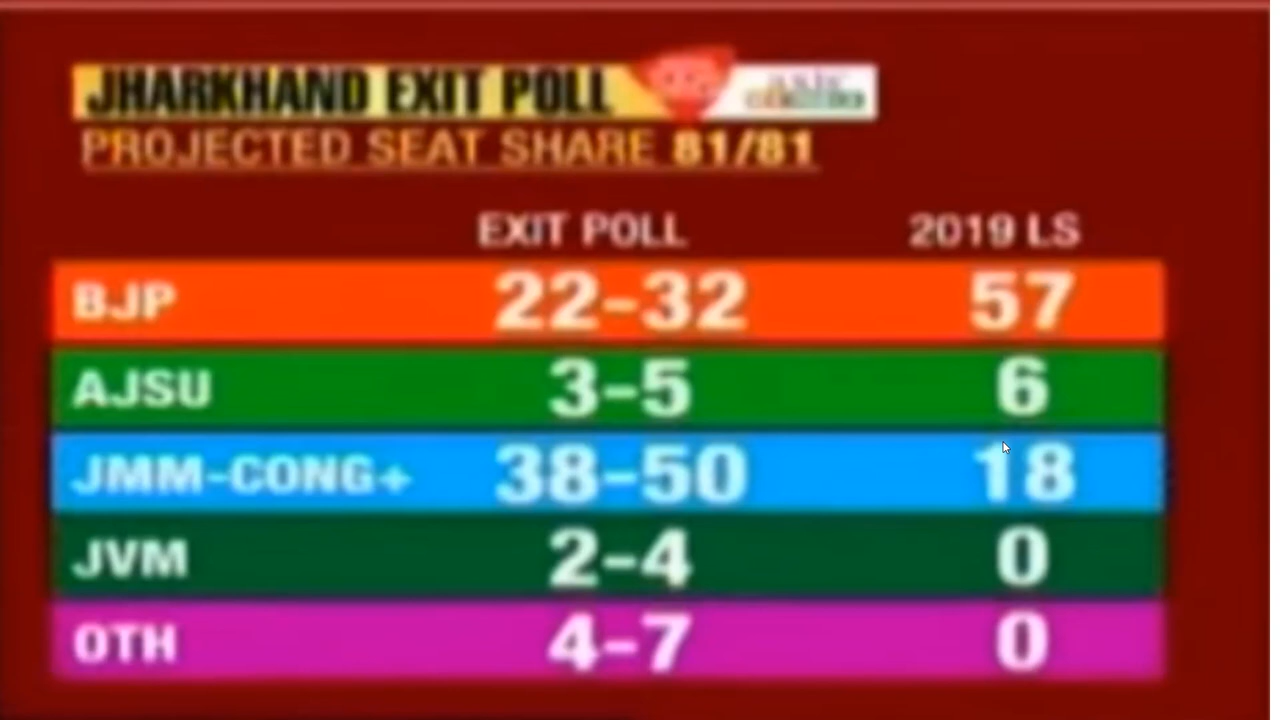 JHARKHAND EXIT POLL
PROJECTED SEAT SHARE 81/81
EXIT POLL 2019 LS
BJP 22-32 57
AJSU 3-5 6
JMM-CONG+ 38-50 18
JVM 2-4 0
OTH 4-7 0